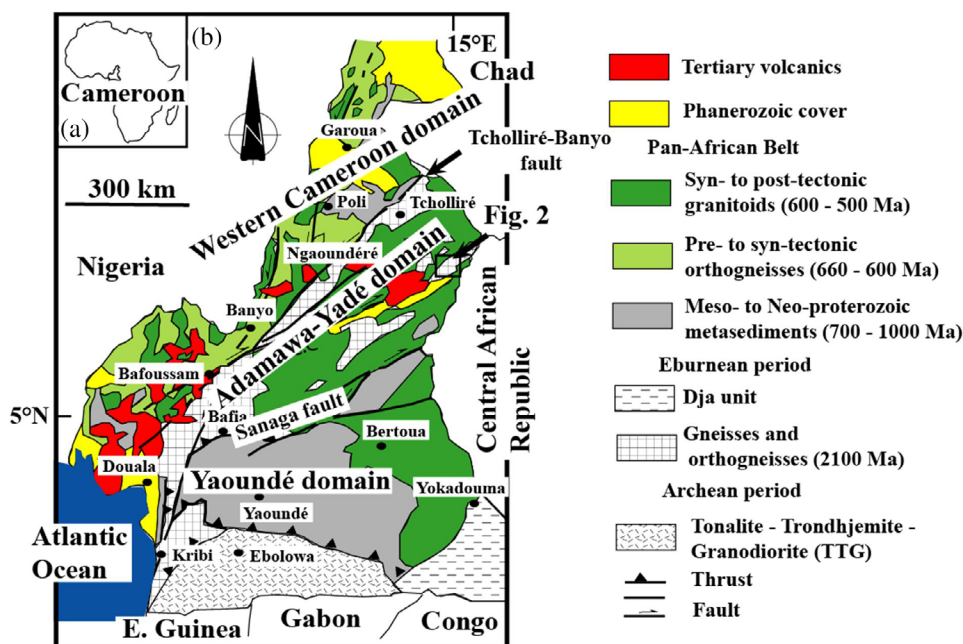 (b)
15°E
Chad
Cameroon
(a)
N
300 km
Garoua
Western Cameroon domain
Tcholliré-Banyo
fault
Poli
Tcholliré
Fig. 2
Ngaoundéré
Nigeria
Adamawa-Yadé domain
Banyo
Bafoussam
Central African
Republic
5°N
Bafia
Sanaga fault
Bertoua
Douala
Yaoundé domain
Yokadouma
Yaoundé
Atlantic
Ocean
Kribi
Ebolowa
E. Guinea
Gabon
Congo
Tertiary volcanics
Phanerozoic cover
Pan-African Belt
Syn- to post-tectonic
granitoids (600 - 500 Ma)
Pre- to syn-tectonic
orthogneisses (660 - 600 Ma)
Meso- to Neo-proterozoic
metasediments (700 - 1000 Ma)
Eburnean period
Dja unit
Gneisses and
orthogneisses (2100 Ma)
Archean period
Tonalite - Trondhjemite -
Granodiorite (TTG)
Thrust
Fault